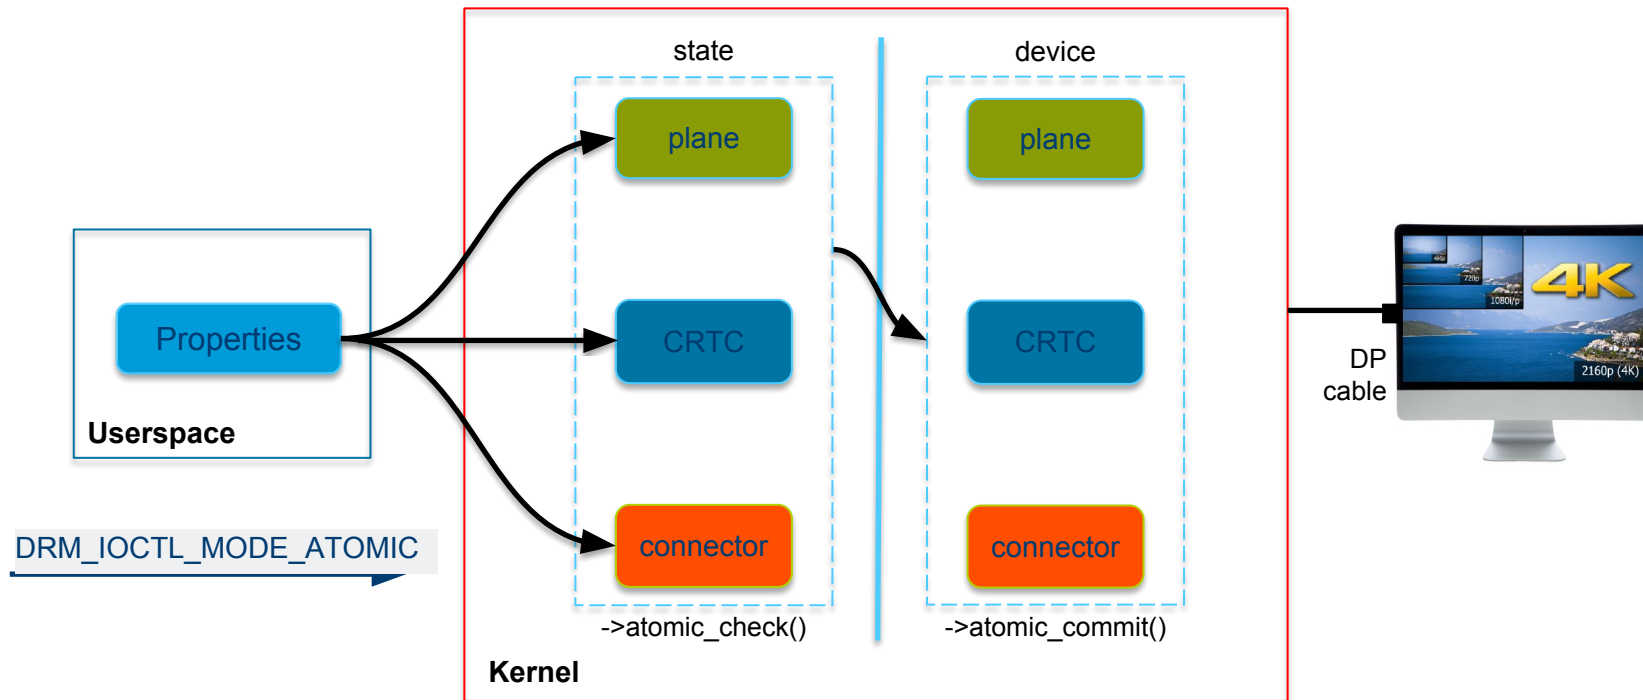 state
device
plane
plane
Properties
CRTC
CRTC
Userspace
connector
connector
DRM_IOCTL_MODE_ATOMIC
->atomic_check()
->atomic_commit()
Kernel
DP
cable
480p
720p
1080i/p
4K
2160p (4K)